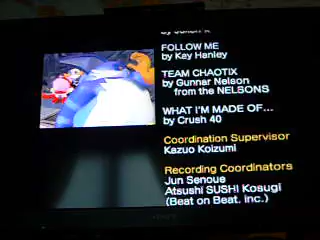 FOLLOW ME
by Kay Hanley
TEAM CHAOTIX
by Gunnar Nelson
from the NELSONS
WHAT I'M MADE OF...
by Crush 40
Coordination Supervisor
Kazuo Koizumi
Recording Coordinators
Jun Senoue
Atsushi SUSHI Kosugi
(Beat on Beat, inc.)